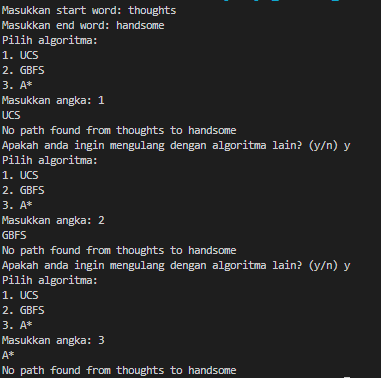 Masukkan start word: thoughts
Masukkan end word: handsome
Pilih algoritma:
1. UCS
2. GBFS
3. A*
Masukkan angka: 1
UCS
No path found from thoughts to handsome
Apakah anda ingin mengulang dengan algoritma lain? (y/n) y
Pilih algoritma:
1. UCS
2. GBFS
3. A*
Masukkan angka: 2
GBFS
No path found from thoughts to handsome
Apakah anda ingin mengulang dengan algoritma lain? (y/n) y
Pilih algoritma:
1. UCS
2. GBFS
3. A*
Masukkan angka: 3
A*
No path found from thoughts to handsome